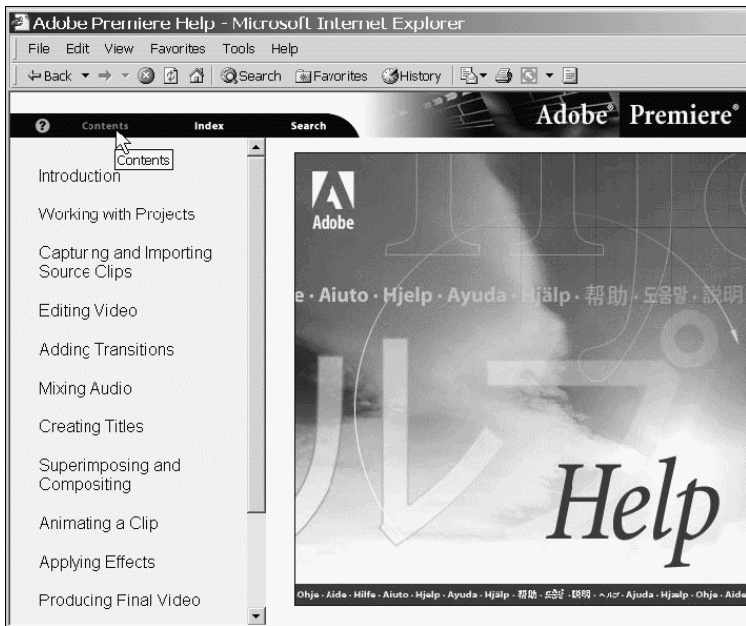 Adobe Premiere Help - Microsoft Internet Explorer
File Edit View Favorites Tools Help
Back Search Favorites History
Contents Index Search
Adobe® Premiere®
Contents
Introduction
Working with Projects
Capturing and Importing
Source Clips
Editing Video
Adding Transitions
Mixing Audio
Creating Titles
Superimposing and
Compositing
Animating a Clip
Applying Effects
Producing Final Video
Adobe
e · Aiuto · Hjelp · Ayuda · Hjälp · 帮助 · 도움말 · 説明
ルプ
Help
Ohje · Aide · Hilfe · Aiuto · Hjelp · Ayuda · Hjälp · 帮助 · 도움말 · 説明 · ヘルプ · Ajuda · Hjælp · Ohje · Aide